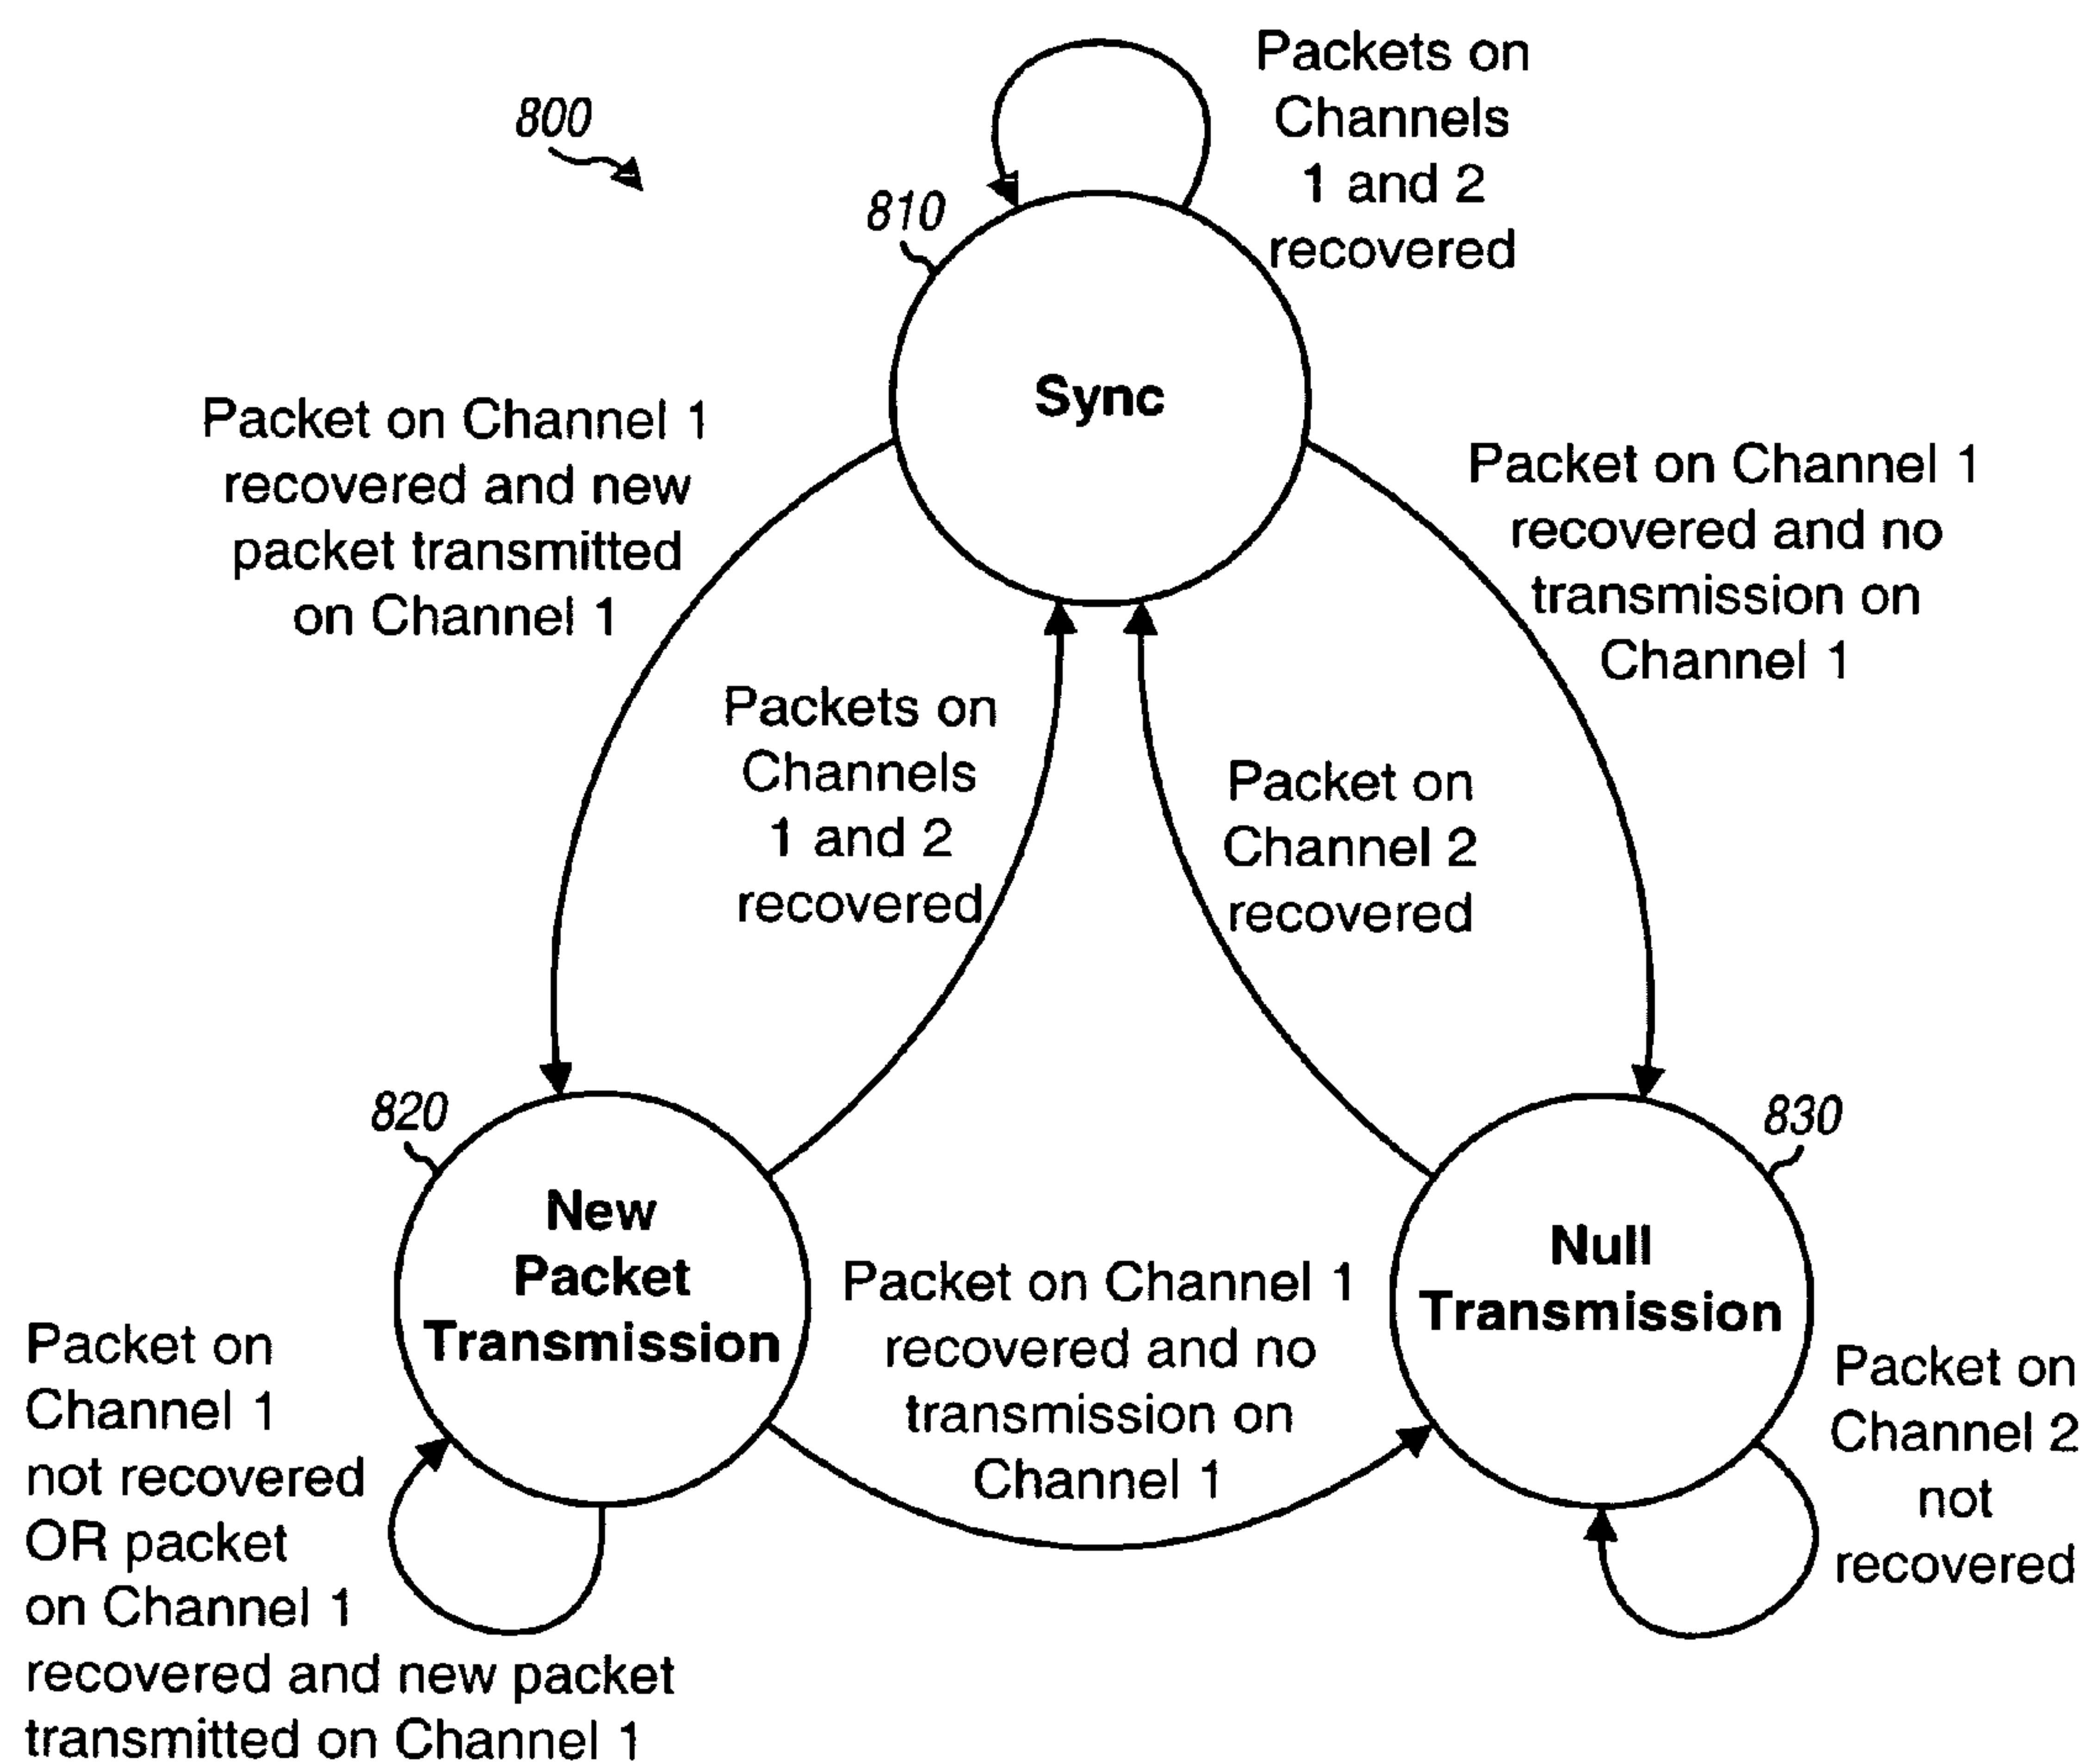 800
Packets on
Channels
1 and 2
recovered
810
Sync
Packet on Channel 1
recovered and new
packet transmitted
on Channel 1
Packet on Channel 1
recovered and no
transmission on
Channel 1
Packets on
Channels
1 and 2
recovered
Packet on
Channel 2
recovered
820
New
Packet
Transmission
830
Null
Transmission
Packet on Channel 1
recovered and no
transmission on
Channel 1
Packet on
Channel 1
not recovered
OR packet
on Channel 1
recovered and new packet
transmitted on Channel 1
Packet on
Channel 2
not
recovered